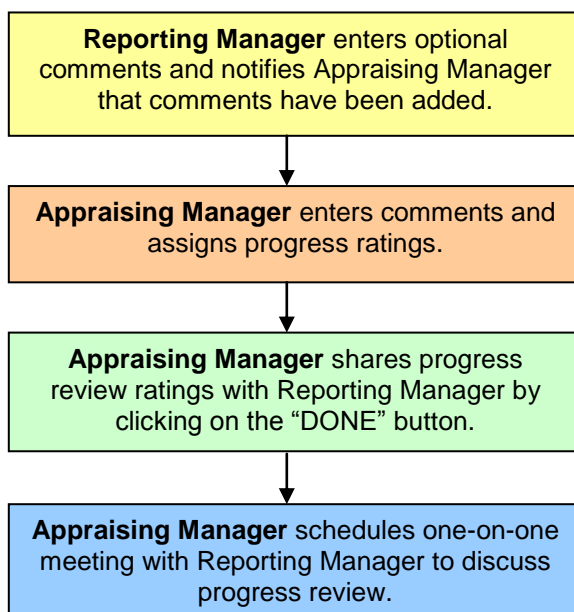 Reporting Manager enters optional
comments and notifies Appraising Manager
that comments have been added.
Appraising Manager enters comments and
assigns progress ratings.
Appraising Manager shares progress
review ratings with Reporting Manager by
clicking on the “DONE” button.
Appraising Manager schedules one-on-one
meeting with Reporting Manager to discuss
progress review.